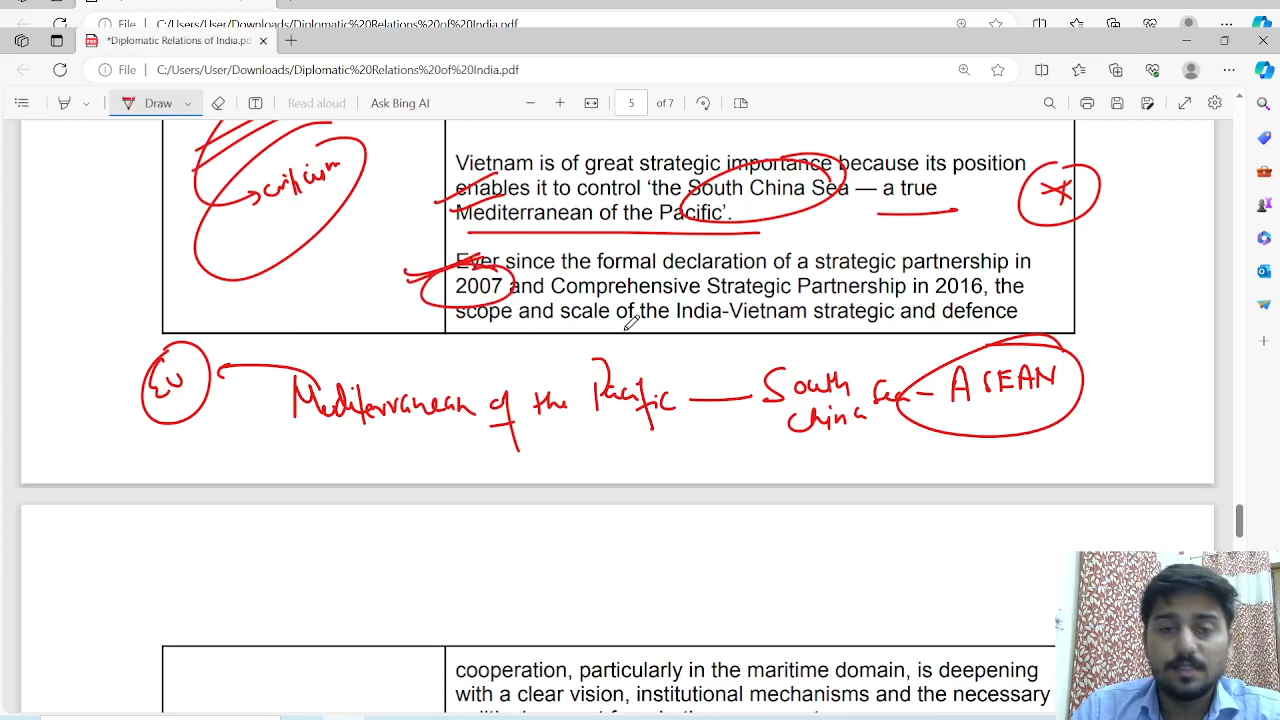 C:/Users/User/Downloads/Diplomatic%20Relations%20of%20India.pdf
*Diplomatic Relations of India.pd
File
C:/Users/User/Downloads/Diplomatic%20Relations%20of%20India.pdf
Draw
Read aloud
Ask Bing AI
5
of 7
criticism
Vietnam is of great strategic importance because its position
enables it to control ‘the South China Sea — a true
Mediterranean of the Pacific’.
Ever since the formal declaration of a strategic partnership in
2007 and Comprehensive Strategic Partnership in 2016, the
scope and scale of the India-Vietnam strategic and defence
EU
Mediterranean of the Pacific — South China Sea – ASEAN
cooperation, particularly in the maritime domain, is deepening
with a clear vision, institutional mechanisms and the necessary